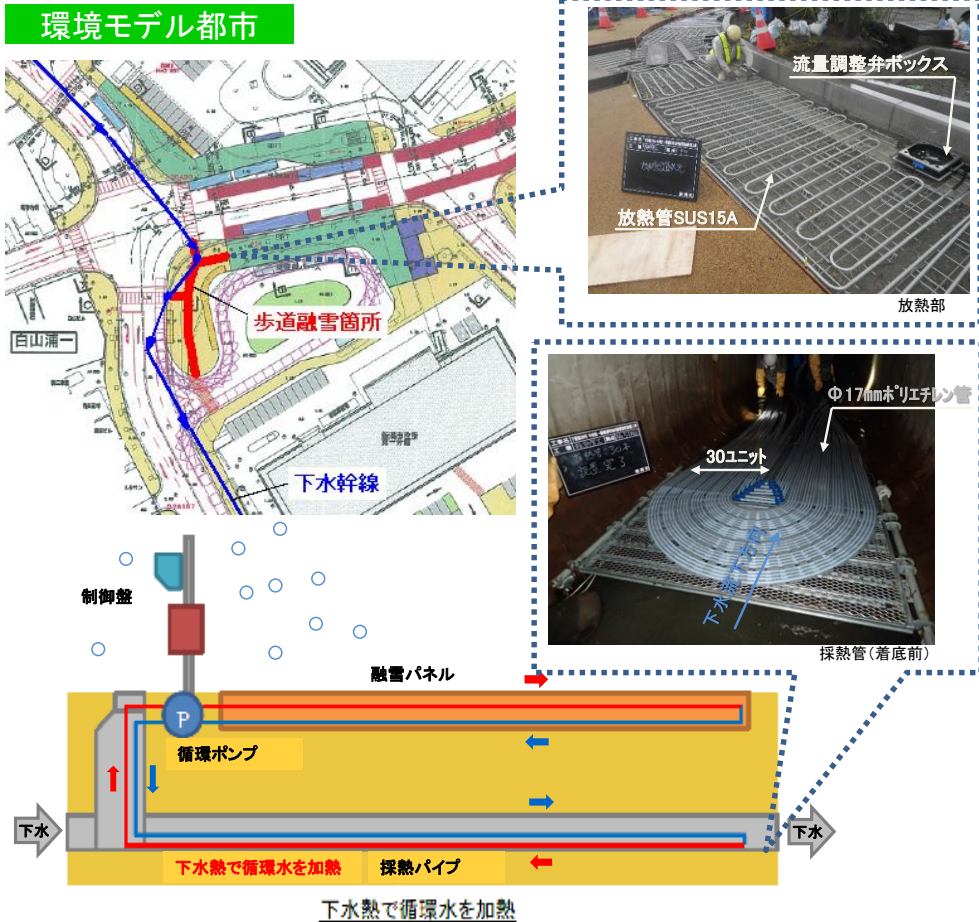 環境モデル都市
流量調整弁ボックス
放熱管SUS15A
放熱部
歩道融雪箇所
白山浦一
下水幹線
Φ17mmポリエチレン管
30ユニット
下水流下方向
採熱管(着底前)
制御盤
融雪パネル
P
循環ポンプ
下水
下水
下水熱で循環水を加熱
採熱パイプ
下水熱で循環水を加熱